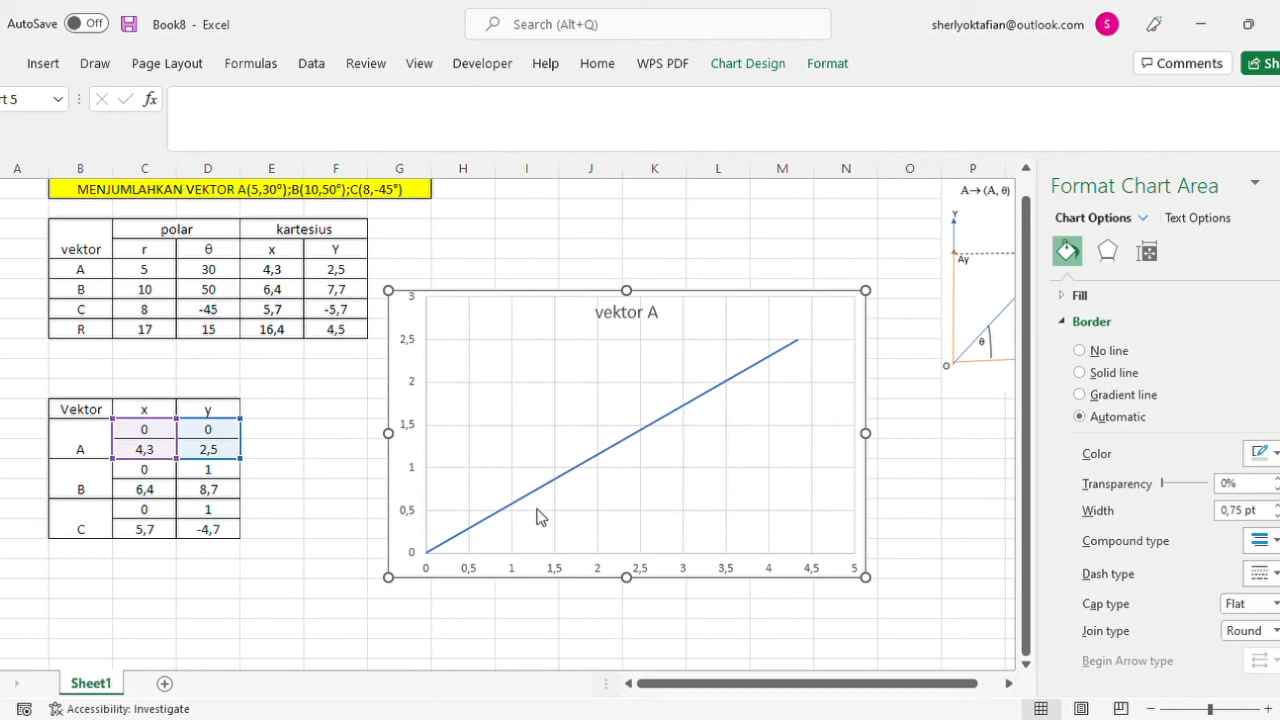 AutoSave Off Book8 - Excel Search (Alt+Q) sherlyoktafian@outlook.com S
Insert Draw Page Layout Formulas Data Review View Developer Help Home WPS PDF Chart Design Format Comments Sh
rt 5 fx
A B C D E F G H I J K L M N O P
MENJUMLAHKAN VEKTOR A(5,30°);B(10,50°);C(8,-45°)
vektor polar kartesius
r θ x Y
A 5 30 4,3 2,5
B 10 50 6,4 7,7
C 8 -45 5,7 -5,7
R 17 15 16,4 4,5
Vektor x y
0 0
A 4,3 2,5
0 1
B 6,4 8,7
0 1
C 5,7 -4,7
vektor A
3
2,5
2
1,5
1
0,5
0
0 0,5 1 1,5 2 2,5 3 3,5 4 4,5 5
A→ (A, θ)
Y
Ay
θ
O
Format Chart Area
Chart Options Text Options
Fill
Border
No line
Solid line
Gradient line
Automatic
Color
Transparency 0%
Width 0,75 pt
Compound type
Dash type
Cap type Flat
Join type Round
Begin Arrow type
Sheet1
Accessibility: Investigate